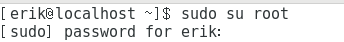 [erik@localhost ~]$ sudo su root
[sudo] password for erik: